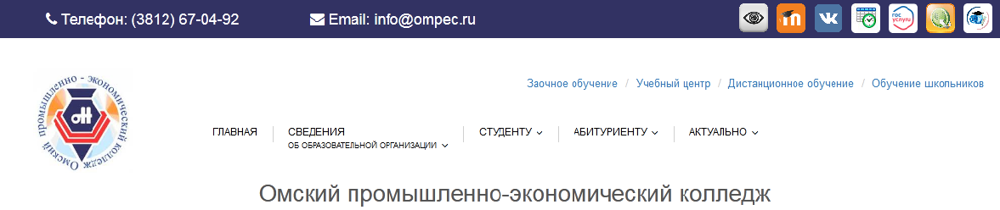 Телефон: (3812) 67-04-92 Email: info@ompec.ru
гос услуги
Заочное обучение / Учебный центр / Дистанционное обучение / Обучение школьников
Омский промышленно - экономический колледж
ГЛАВНАЯ СВЕДЕНИЯ СТУДЕНТУ АБИТУРИЕНТУ АКТУАЛЬНО
ОБ ОБРАЗОВАТЕЛЬНОЙ ОРГАНИЗАЦИИ
Омский промышленно-экономический колледж